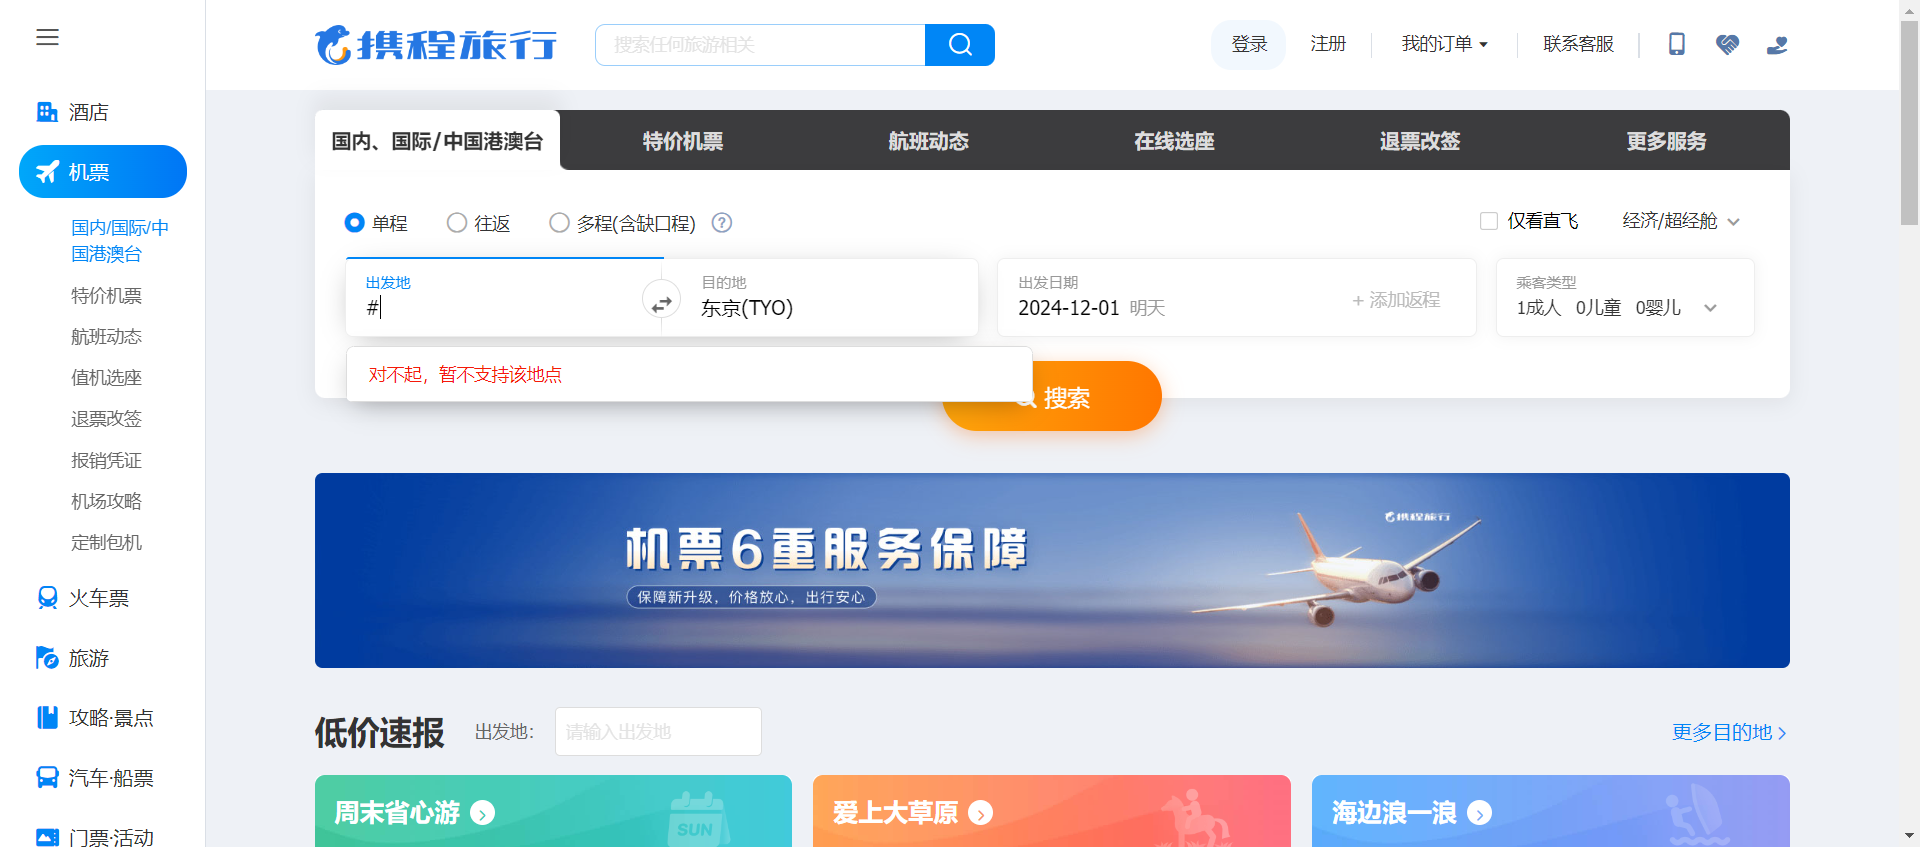 携程旅行
搜索任何旅游相关
登录
注册
我的订单
联系客服
酒店
机票
国内/国际/中
国港澳台
特价机票
航班动态
值机选座
退票改签
报销凭证
机场攻略
定制包机
火车票
旅游
攻略·景点
汽车·船票
门票·活动
国内、国际/中国港澳台
特价机票
航班动态
在线选座
退票改签
更多服务
单程
往返
多程(含缺口程)
?
仅看直飞
经济/超经舱
出发地
#
目的地
东京(TYO)
出发日期
2024-12-01 明天
+ 添加返程
乘客类型
1成人 0儿童 0婴儿
对不起，暂不支持该地点
搜索
携程旅行
机票6重服务保障
保障新升级，价格放心，出行安心
低价速报
出发地：
请输入出发地
更多目的地
周末省心游
SUN
爱上大草原
海边浪一浪